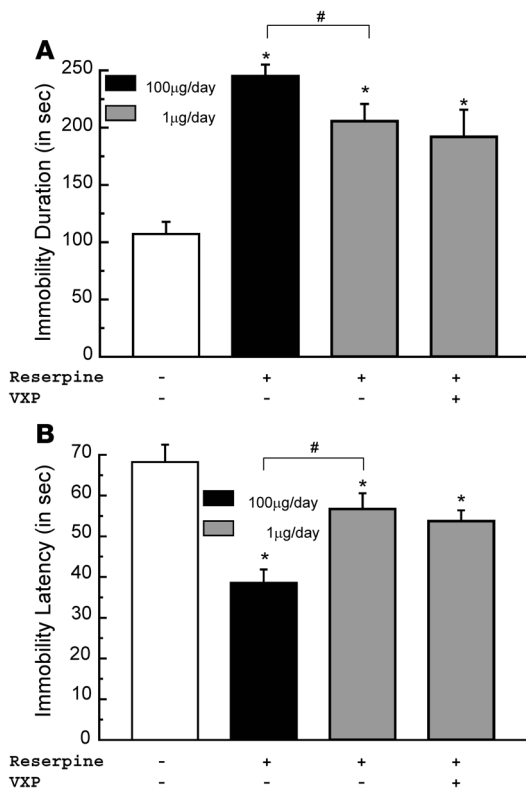 A
#
Immobility Duration (in sec)
250
200
150
100
50
0
100µg/day
1µg/day
* * *
Reserpine - + + +
VXP - - - +
B
#
Immobility Latency (in sec)
70
60
50
40
30
20
10
0
100µg/day
1µg/day
* * *
Reserpine - + + +
VXP - - - +